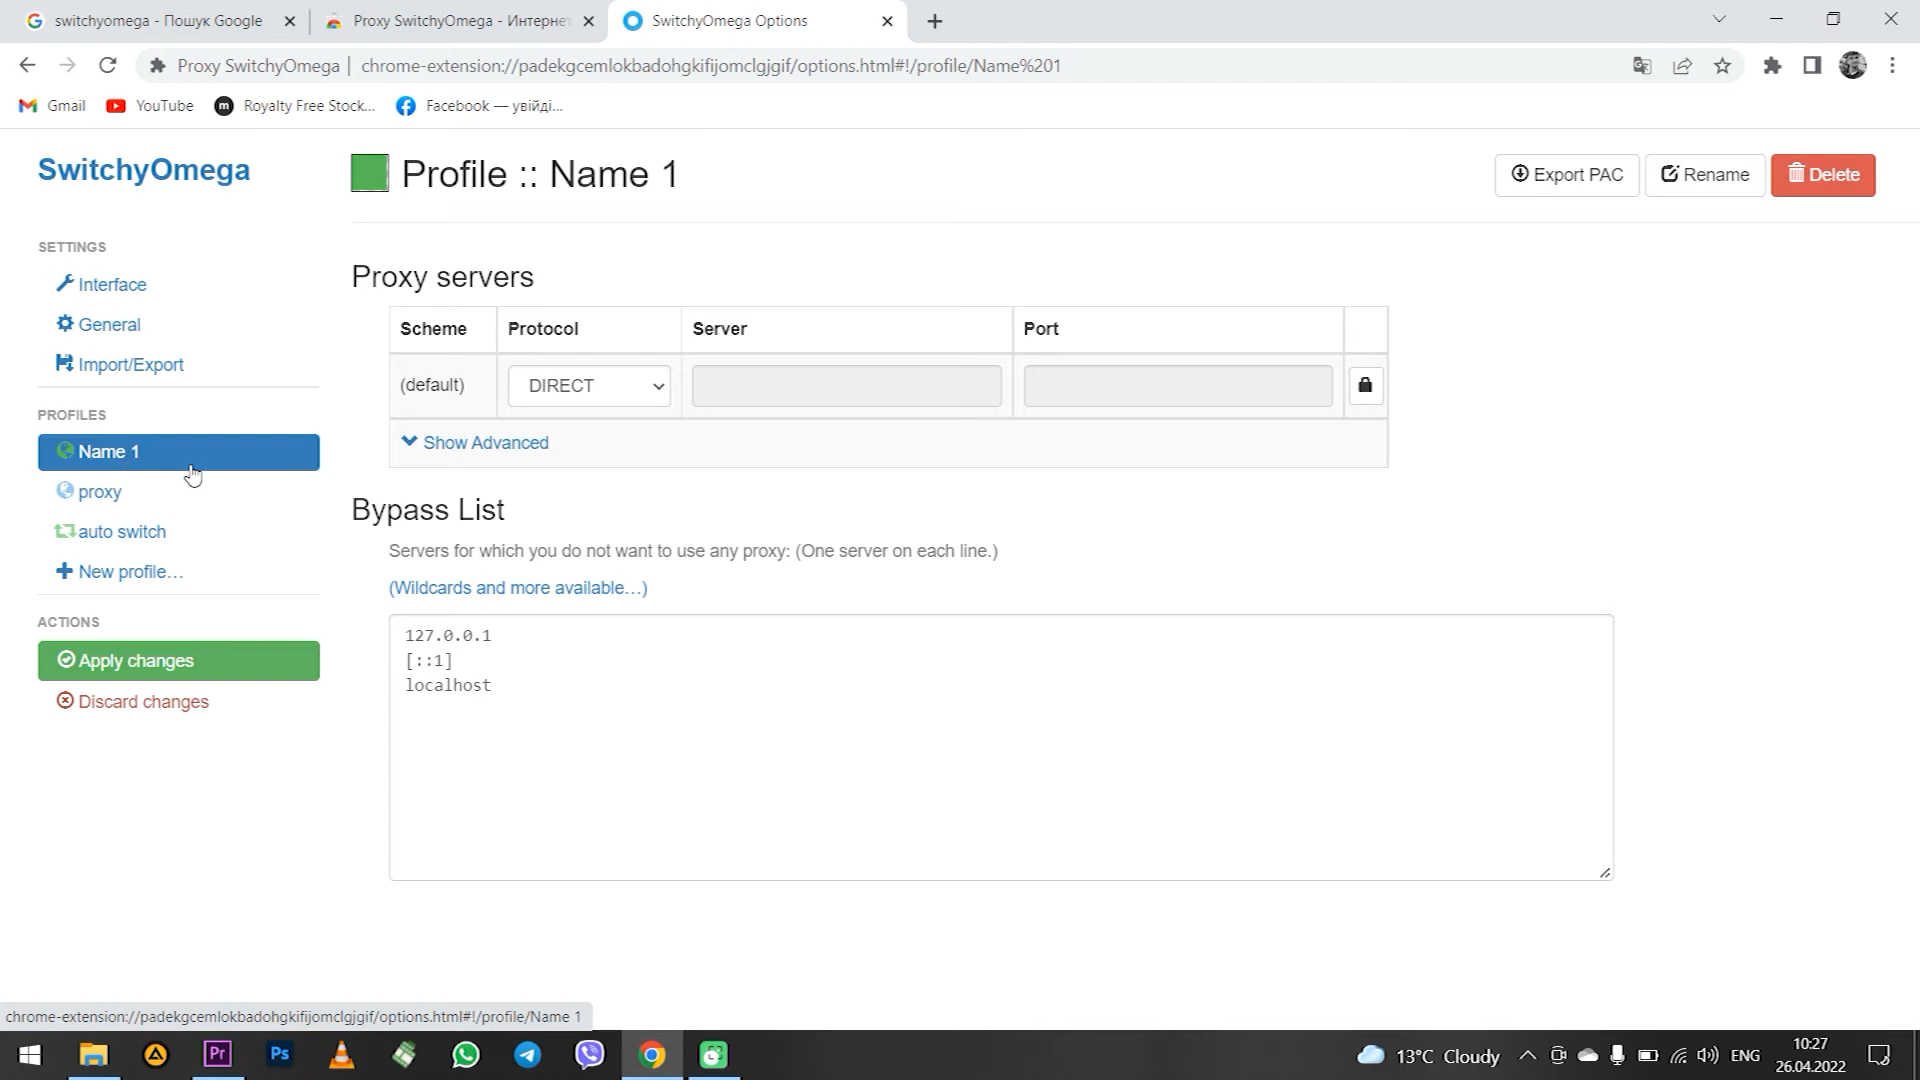 switchyomega - Пошук Google
Proxy SwitchyOmega - Интернет
SwitchyOmega Options
Proxy SwitchyOmega | chrome-extension://padekgcemlokbadohgkifijomclgjgif/options.html#!/profile/Name%201
Gmail
YouTube
Royalty Free Stock...
Facebook — увійді...
SwitchyOmega
Profile :: Name 1
Export PAC
Rename
Delete
SETTINGS
Interface
General
Import/Export
PROFILES
Name 1
proxy
auto switch
New profile…
ACTIONS
Apply changes
Discard changes
Proxy servers
Scheme Protocol Server Port
(default) DIRECT
Show Advanced
Bypass List
Servers for which you do not want to use any proxy: (One server on each line.)
(Wildcards and more available…)
127.0.0.1
[::1]
localhost
chrome-extension://padekgcemlokbadohgkifijomclgjgif/options.html#!/profile/Name 1
Pr
Ps
13°C Cloudy
ENG
10:27
26.04.2022